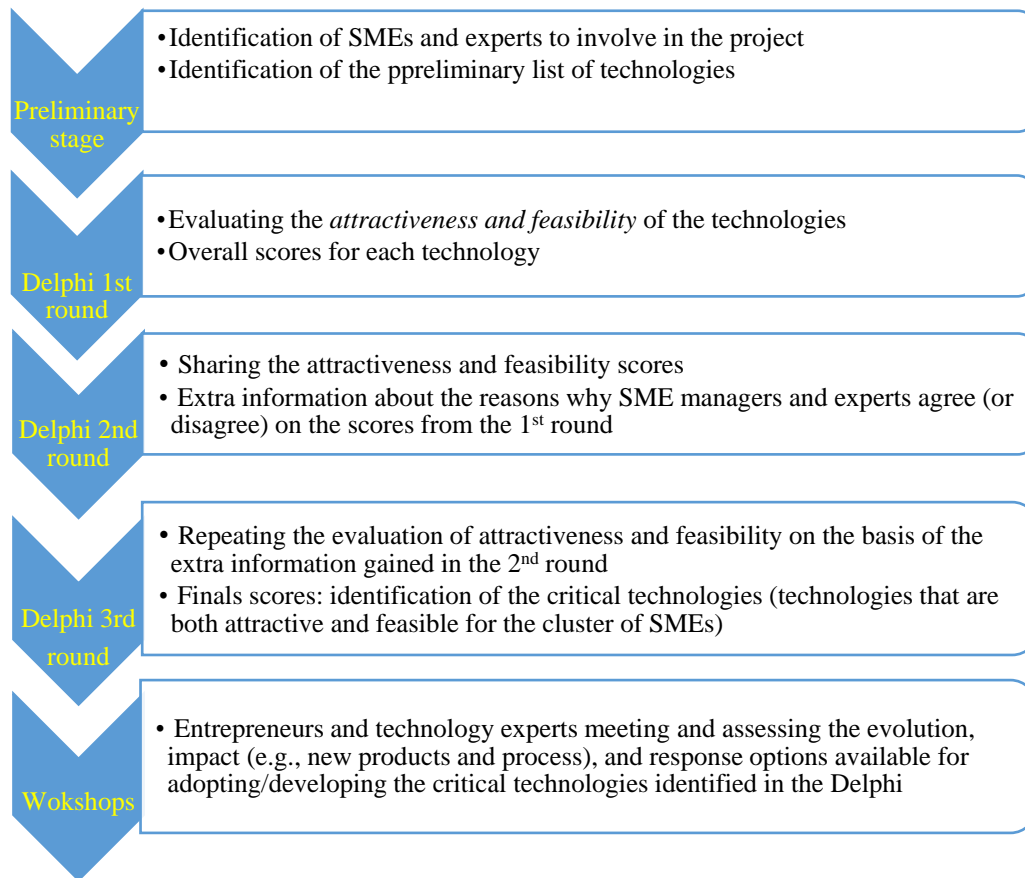 •Identification of SMEs and experts to involve in the project
•Identification of the ppreliminary list of technologies
Preliminary
stage
•Evaluating the attractiveness and feasibility of the technologies
•Overall scores for each technology
Delphi 1st
round
• Sharing the attractiveness and feasibility scores
• Extra information about the reasons why SME managers and experts agree (or
disagree) on the scores from the 1st round
Delphi 2nd
round
• Repeating the evaluation of attractiveness and feasibility on the basis of the
extra information gained in the 2nd round
• Finals scores: identification of the critical technologies (technologies that are
both attractive and feasible for the cluster of SMEs)
Delphi 3rd
round
• Entrepreneurs and technology experts meeting and assessing the evolution,
impact (e.g., new products and process), and response options available for
adopting/developing the critical technologies identified in the Delphi
Wokshops